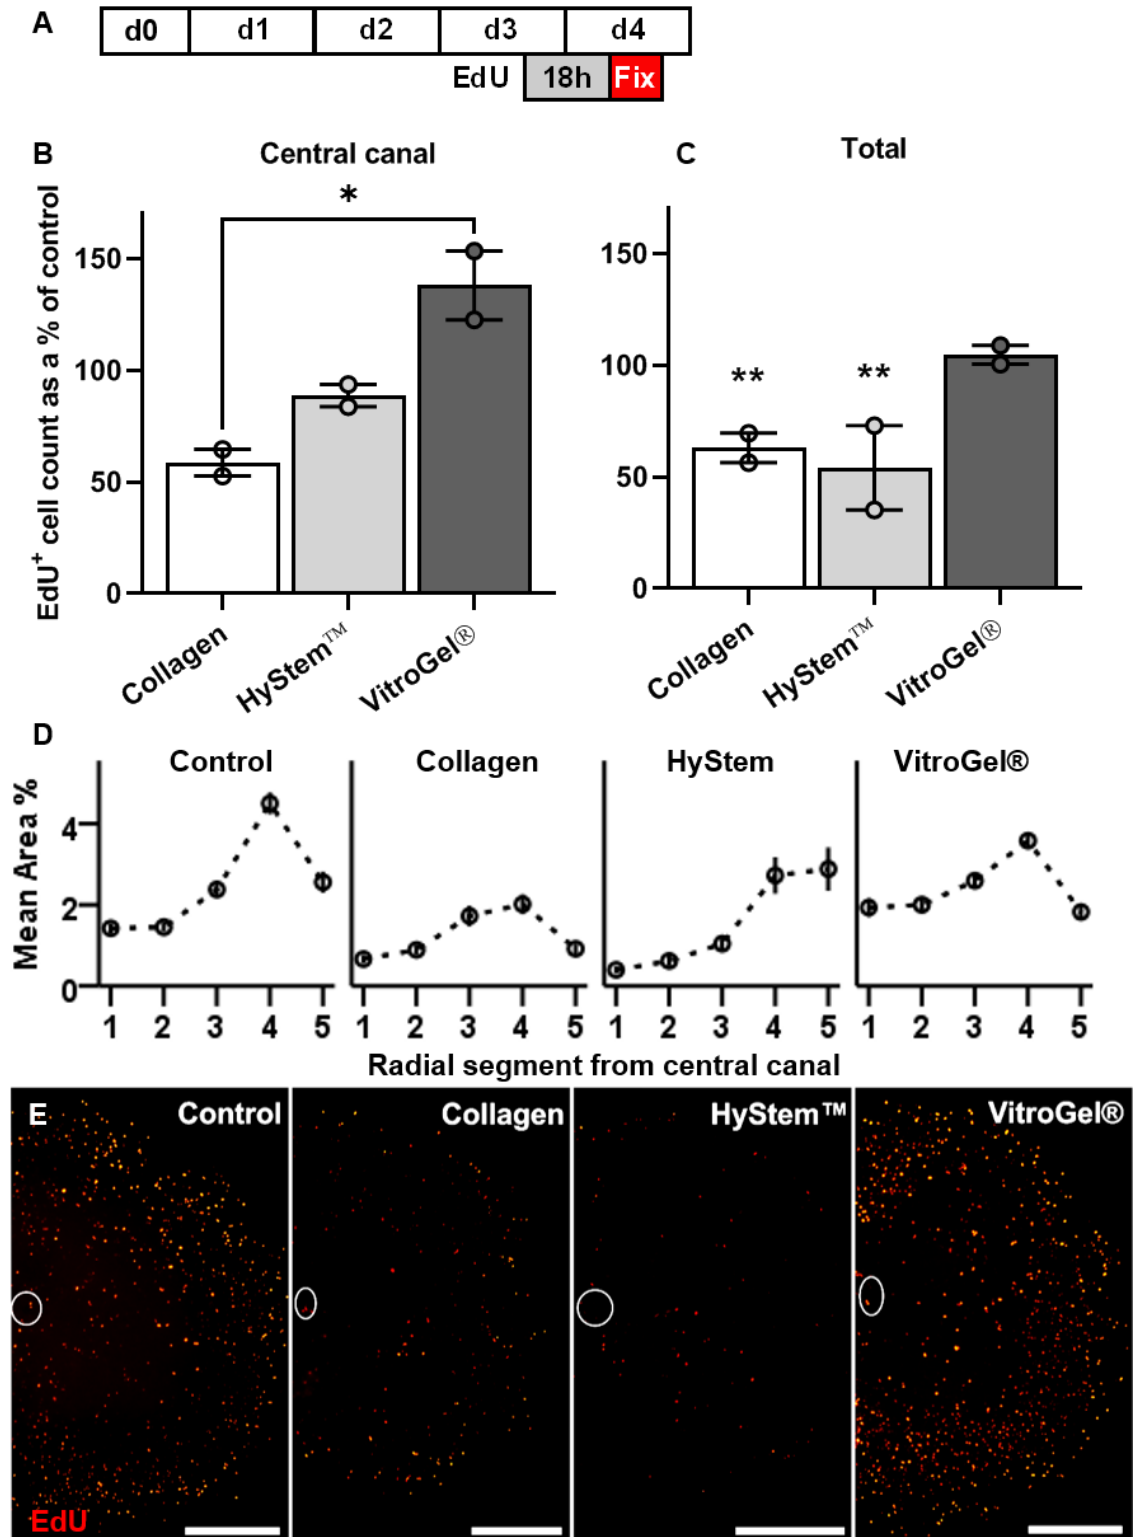 A
d0 d1 d2 d3 d4
EdU 18h Fix
B Central canal
C Total
*
EdU+ cell count as a % of control
150
100
50
0
Collagen HyStem™ VitroGel®
150
100
50
0
** **
Collagen HyStem™ VitroGel®
D
Control Collagen HyStem VitroGel®
Mean Area %
4
2
0
1 2 3 4 5 1 2 3 4 5 1 2 3 4 5 1 2 3 4 5
Radial segment from central canal
E Control Collagen HyStem™ VitroGel®
EdU